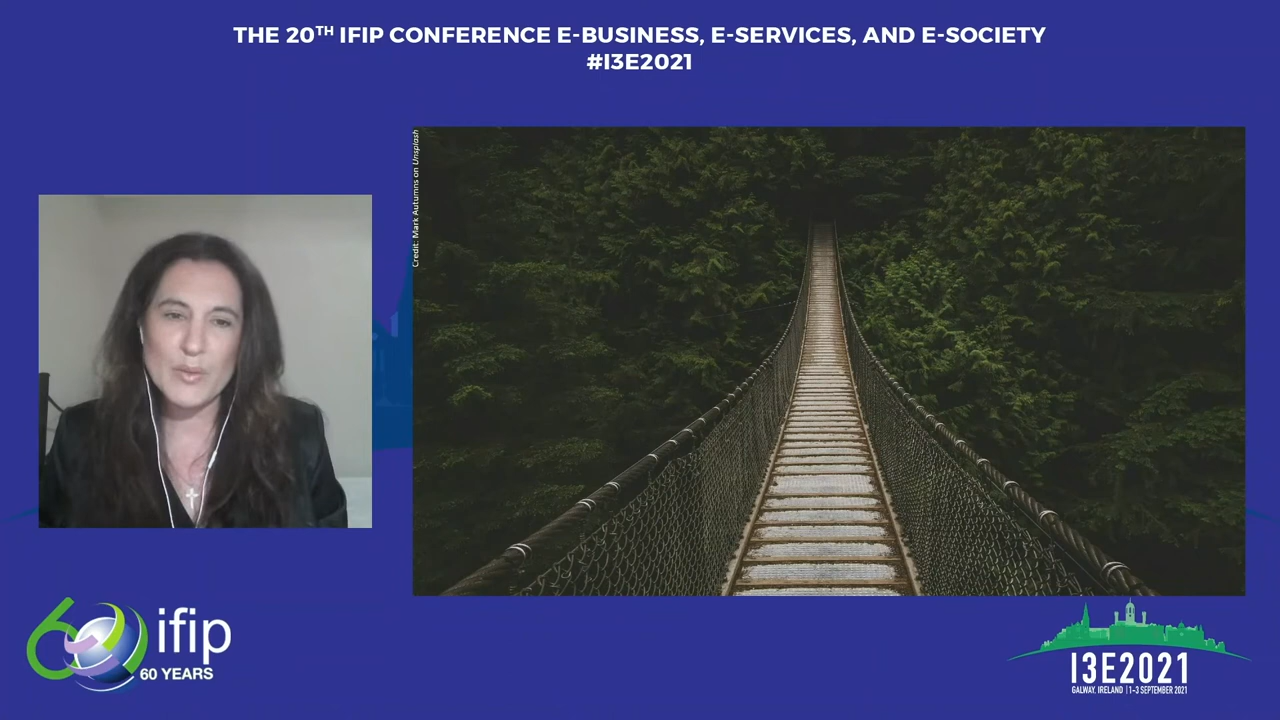 THE 20TH IFIP CONFERENCE E-BUSINESS, E-SERVICES, AND E-SOCIETY
#I3E2021
Credit: Mark Autumns on Unsplash
60 ifip
60 YEARS
I3E2021
GALWAY, IRELAND | 1-3 SEPTEMBER 2021